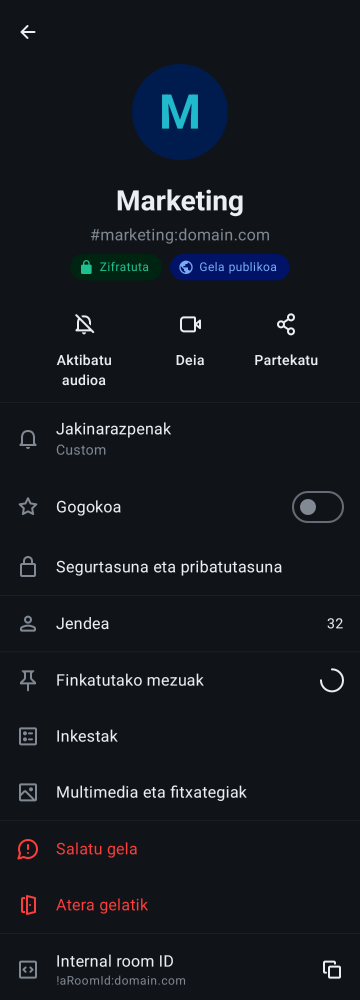 M
Marketing
#marketing:domain.com
Zifratuta
Gela publikoa
Aktibatu
audioa
Deia
Partekatu
Jakinarazpenak
Custom
Gogokoa
Segurtasuna eta pribatutasuna
Jendea
32
Finkatutako mezuak
Inkestak
Multimedia eta fitxategiak
Salatu gela
Atera gelatik
Internal room ID
!aRoomId:domain.com